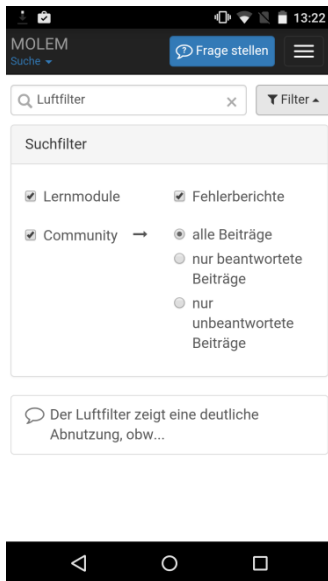 13:22
MOLEM
Suche
Frage stellen
Luftfilter
Filter
Suchfilter
Lernmodule
Fehlerberichte
Community → alle Beiträge
nur beantwortete
Beiträge
nur
unbeantwortete
Beiträge
Der Luftfilter zeigt eine deutliche
Abnutzung, obw...